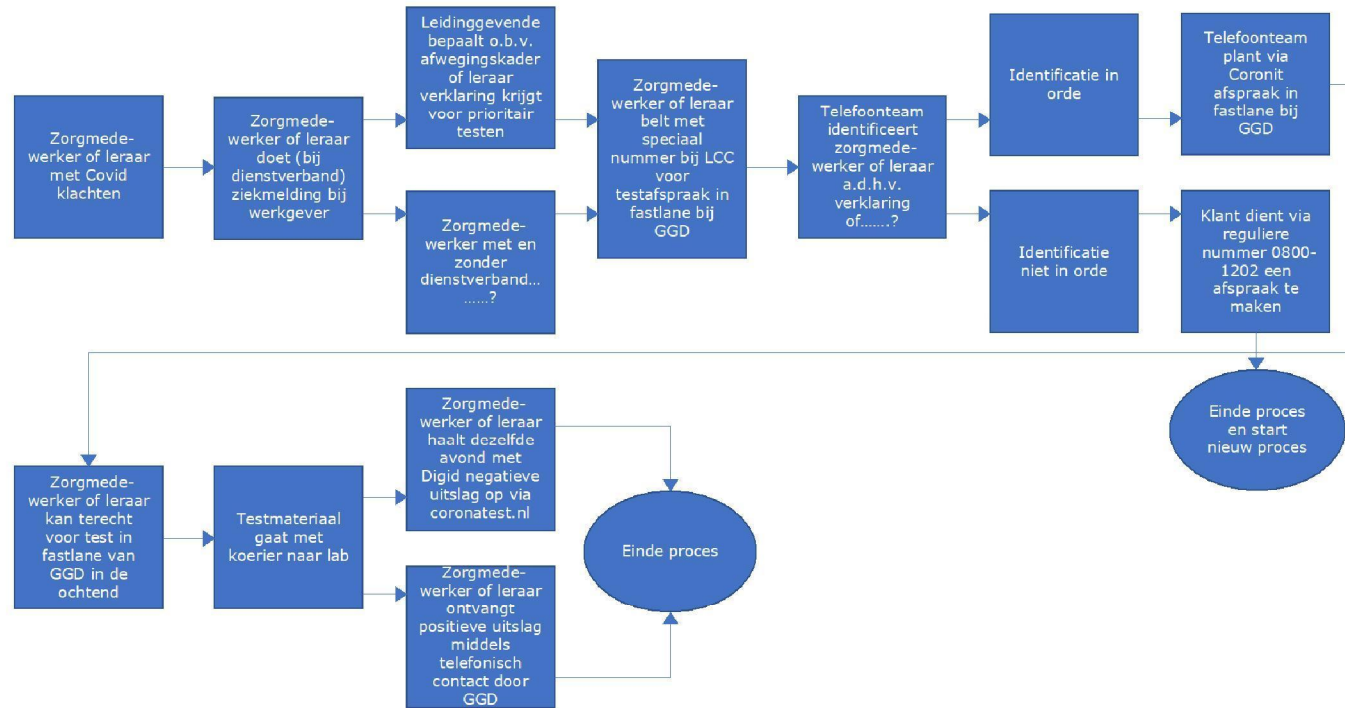 Zorgmede-
werker of leraar
met Covid
klachten
Zorgmede-
werker of leraar
doet (bij
dienstverband)
ziekmelding bij
werkgever
Leidinggevende
bepaalt o.b.v.
afwegingskader
of leraar
verklaring krijgt
voor prioritair
testen
Zorgmede-
werker met en
zonder
dienstverband...
......?
Zorgmede-
werker of leraar
belt met
speciaal
nummer bij LCC
voor
testafspraak in
fastlane bij
GGD
Telefoonteam
identificeert
zorgmede-
werker of leraar
a.d.h.v.
verklaring
of.......?
Identificatie in
orde
Identificatie
niet in orde
Telefoonteam
plant via
Coronit
afspraak in
fastlane bij
GGD
Klant dient via
reguliere
nummer 0800-
1202 een
afspraak te
maken
Einde proces
en start
nieuw proces
Zorgmede-
werker of leraar
kan terecht
voor test in
fastlane van
GGD in de
ochtend
Testmateriaal
gaat met
koerier naar lab
Zorgmede-
werker of leraar
haalt dezelfde
avond met
Digid negatieve
uitslag op via
coronatest.nl
Zorgmede-
werker of leraar
ontvangt
positieve uitslag
middels
telefonisch
contact door
GGD
Einde proces